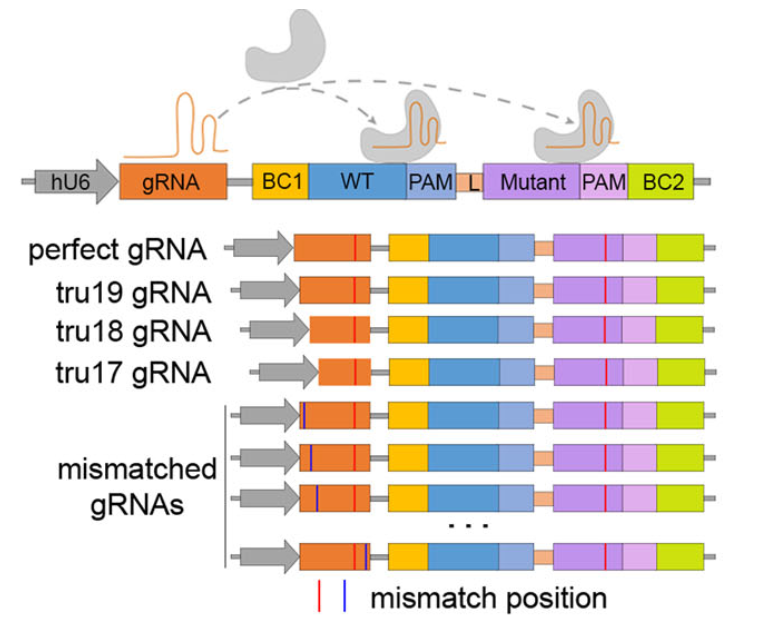 hU6 gRNA BC1 WT PAM L Mutant PAM BC2
perfect gRNA
tru19 gRNA
tru18 gRNA
tru17 gRNA
mismatched
gRNAs
...
mismatch position